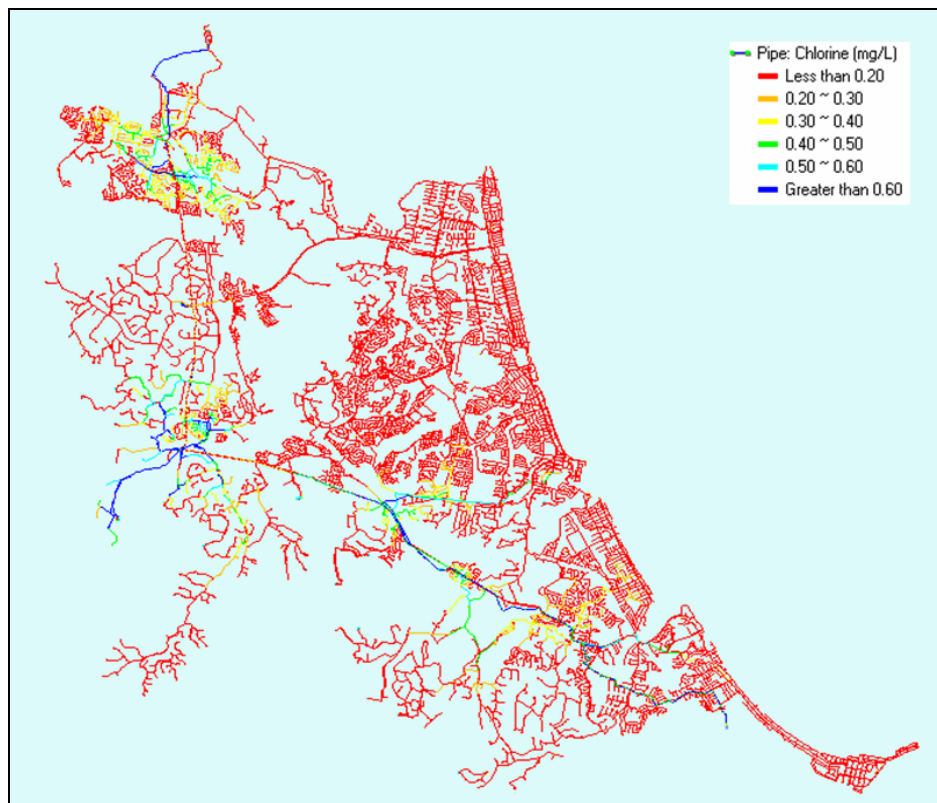 Pipe: Chlorine (mg/L)
Less than 0.20
0.20 ~ 0.30
0.30 ~ 0.40
0.40 ~ 0.50
0.50 ~ 0.60
Greater than 0.60